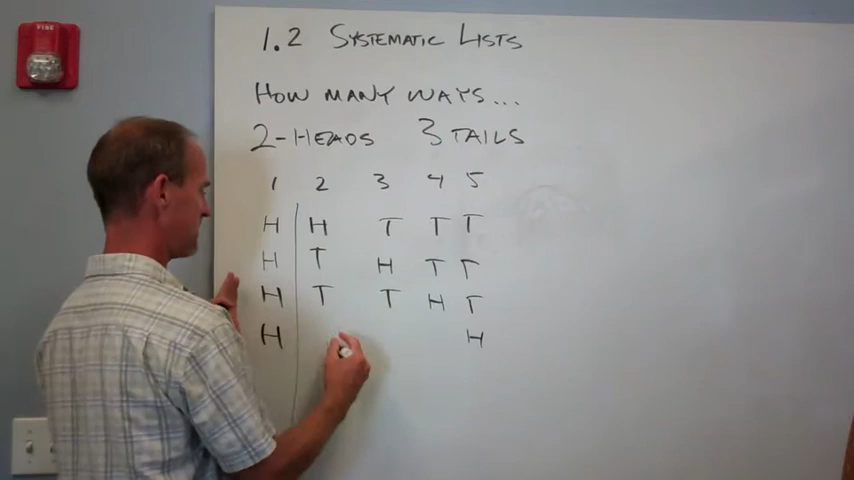 FIRE
1.2 SYSTEMATIC LISTS
HOW MANY WAYS...
2-HEADS 3 TAILS
1 2 3 4 5
H H T T T
H T H T T
H T T H T
H H